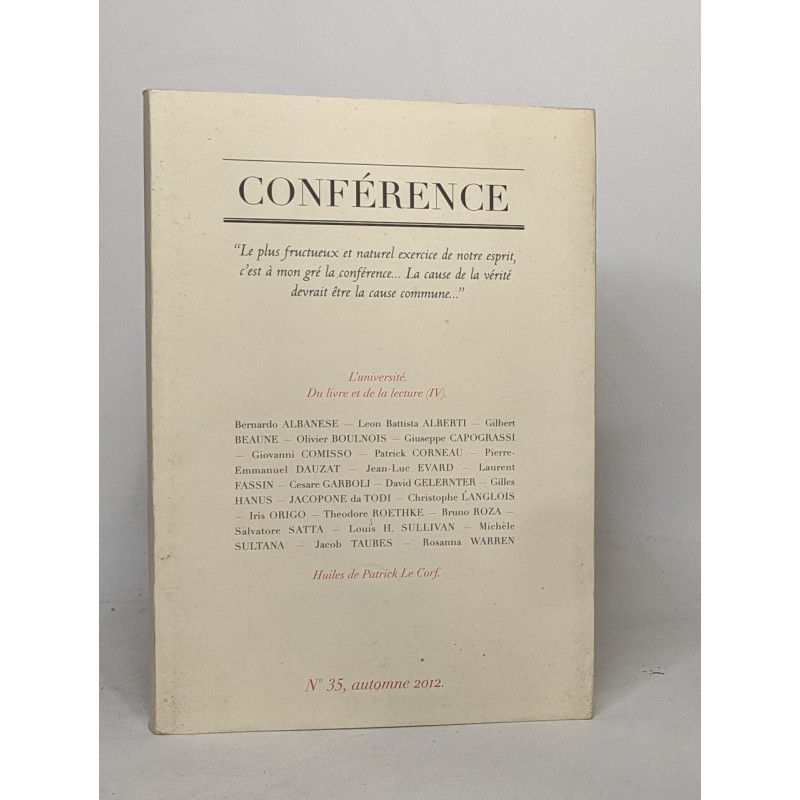 CONFÉRENCE
“Le plus fructueux et naturel exercice de notre esprit,
c’est à mon gré la conférence... La cause de la vérité
devrait être la cause commune...”
L’université.
Du livre et de la lecture (IV).
Bernardo ALBANESE — Leon Battista ALBERTI — Gilbert
BEAUNE — Olivier BOULNOIS — Giuseppe CAPOGRASSI
— Giovanni COMISSO — Patrick CORNEAU — Pierre-
Emmanuel DAUZAT — Jean-Luc EVARD — Laurent
FASSIN — Cesare GARBOLI — David GELERNTER — Gilles
HANUS — JACOPONE da TODI — Christophe LANGLOIS
— Iris ORIGO — Theodore ROETHKE — Bruno ROZA —
Salvatore SATTA — Louis H. SULLIVAN — Michèle
SULTANA — Jacob TAUBES — Rosanna WARREN
Huiles de Patrick Le Corf.
N° 35, automne 2012.